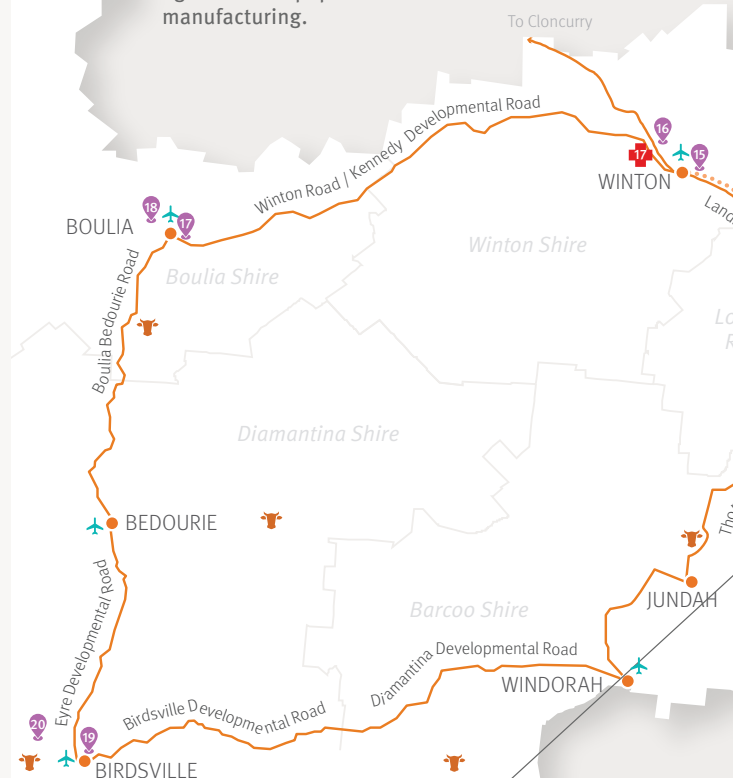 manufacturing.
To Cloncurry
16
17
15
WINTON
Winton Road / Kennedy Developmental Road
18
17
BOULIA
Winton Shire
Boulia Shire
Boulia Bedourie Road
Diamantina Shire
BEDOURIE
Eyre Developmental Road
JUNDAH
Barcoo Shire
Diamantina Developmental Road
WINDORAH
Birdsville Developmental Road
20
19
BIRDSVILLE